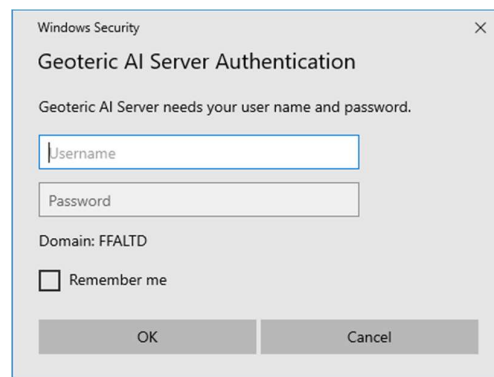 Windows Security
Geoteric AI Server Authentication
Geoteric AI Server needs your user name and password.
Username
Password
Domain: FFALTD
Remember me
OK Cancel